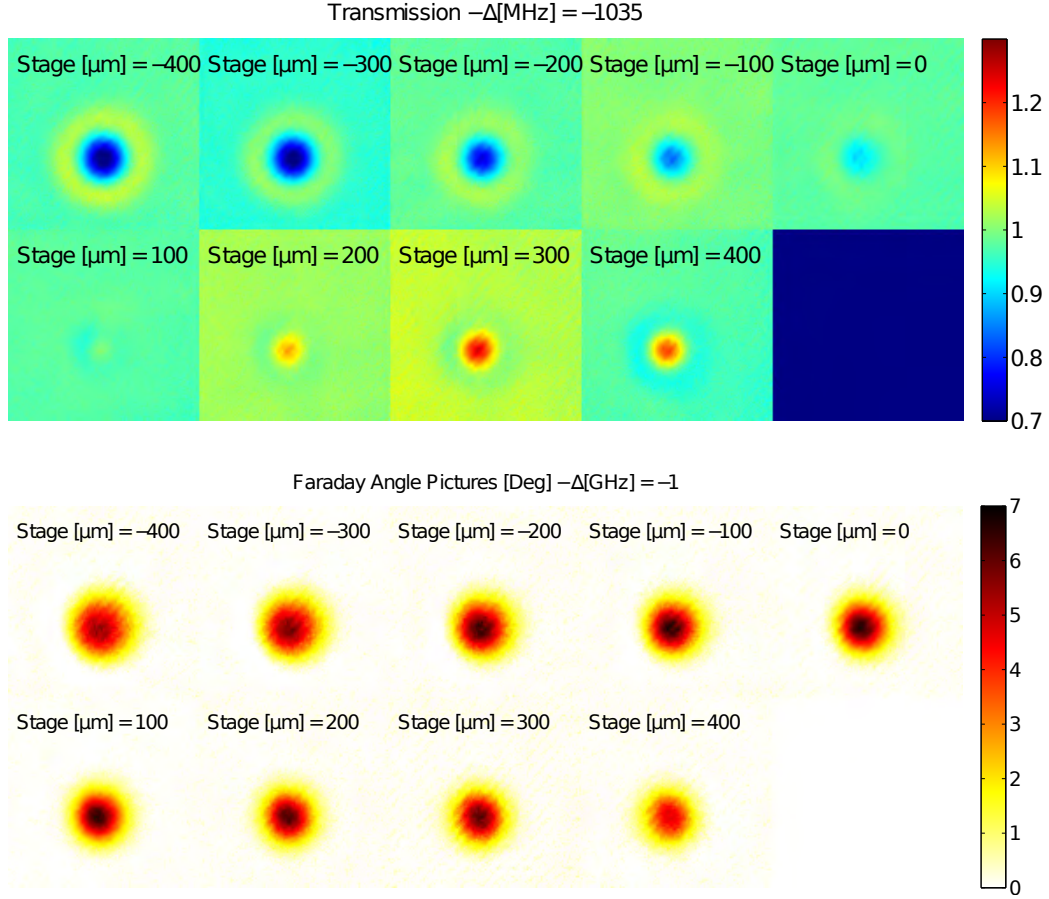 Transmission −Δ[MHz] = −1035
Stage [µm] = −400 Stage [µm] = −300 Stage [µm] = −200 Stage [µm] = −100 Stage [µm] = 0
Stage [µm] = 100 Stage [µm] = 200 Stage [µm] = 300 Stage [µm] = 400
1.2
1.1
1
0.9
0.8
0.7
Faraday Angle Pictures [Deg] −Δ[GHz] = −1
Stage [µm] = −400 Stage [µm] = −300 Stage [µm] = −200 Stage [µm] = −100 Stage [µm] = 0
Stage [µm] = 100 Stage [µm] = 200 Stage [µm] = 300 Stage [µm] = 400
7
6
5
4
3
2
1
0